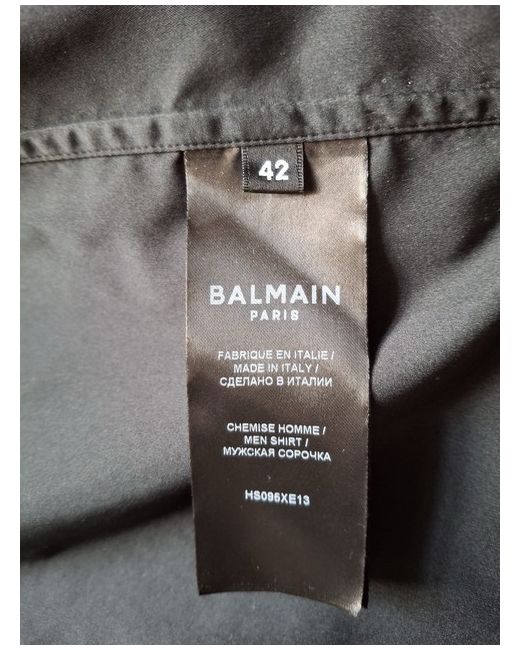 42
BALMAIN
PARIS
FABRIQUE EN ITALIE /
MADE IN ITALY /
СДЕЛАНО В ИТАЛИИ
CHEMISE HOMME /
MEN SHIRT /
МУЖСКАЯ СОРОЧКА
HS096XE13